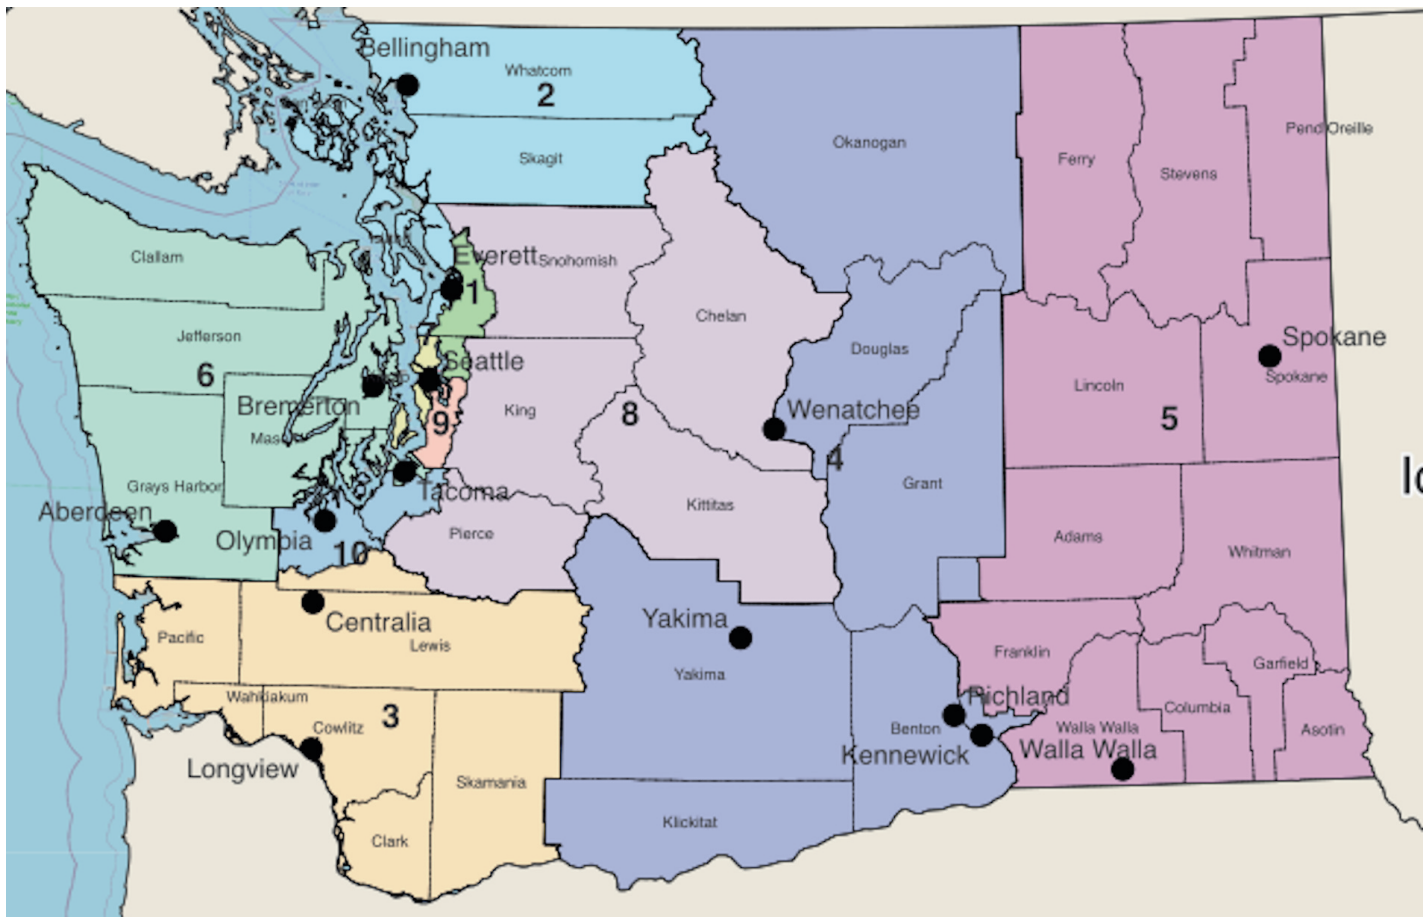 Bellingham
Whatcom
2
Okanogan
Pend Oreille
Skagit
Ferry
Stevens
Clallam
Everett
Snohomish
1
Chelan
Jefferson
7
Spokane
Douglas
Seattle
6
Spokane
Lincoln
Bremerton
Wenatchee
King
8
5
9
4
Grays Harbor
Tacoma
Grant
Aberdeen
Kittitas
Olympia
Pierce
10
Adams
Whitman
Centralia
Yakima
Pacific
Lewis
Franklin
Garfield
Yakima
Wahkiakum
Richland
Columbia
3
Cowlitz
Benton
Walla Walla
Asotin
Kennewick
Walla Walla
Longview
Skamania
Klickitat
Clark